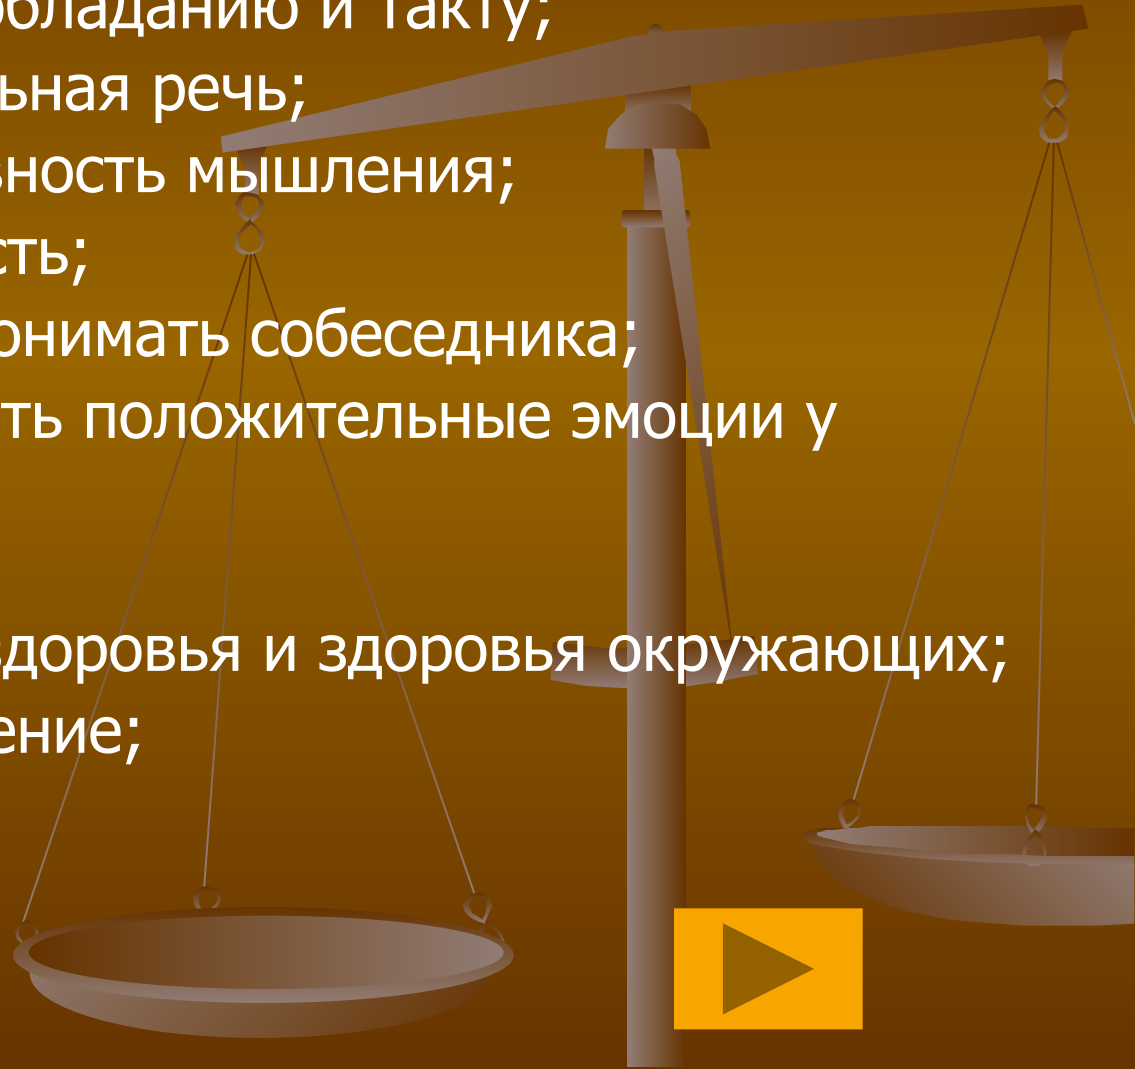 обладанию и такту;
ьная речь;
вность мышления;
сть;
онимать собеседника;
ть положительные эмоции у
здоровья и здоровья окружающих;
ение;